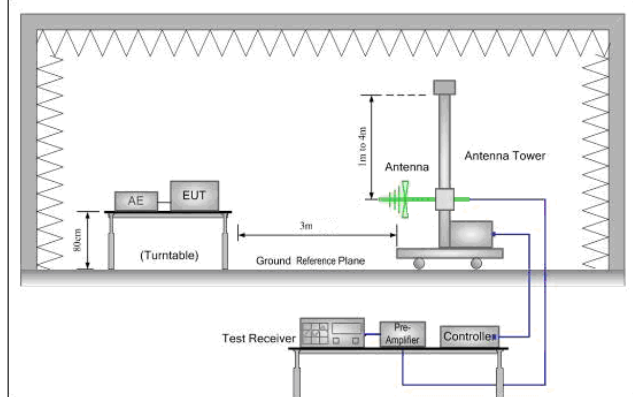 1m to 4m
Antenna
Antenna Tower
AE
EUT
80cm
(Turntable)
3m
Ground Reference Plane
Test Receiver
Pre-
Amplifier
Controller